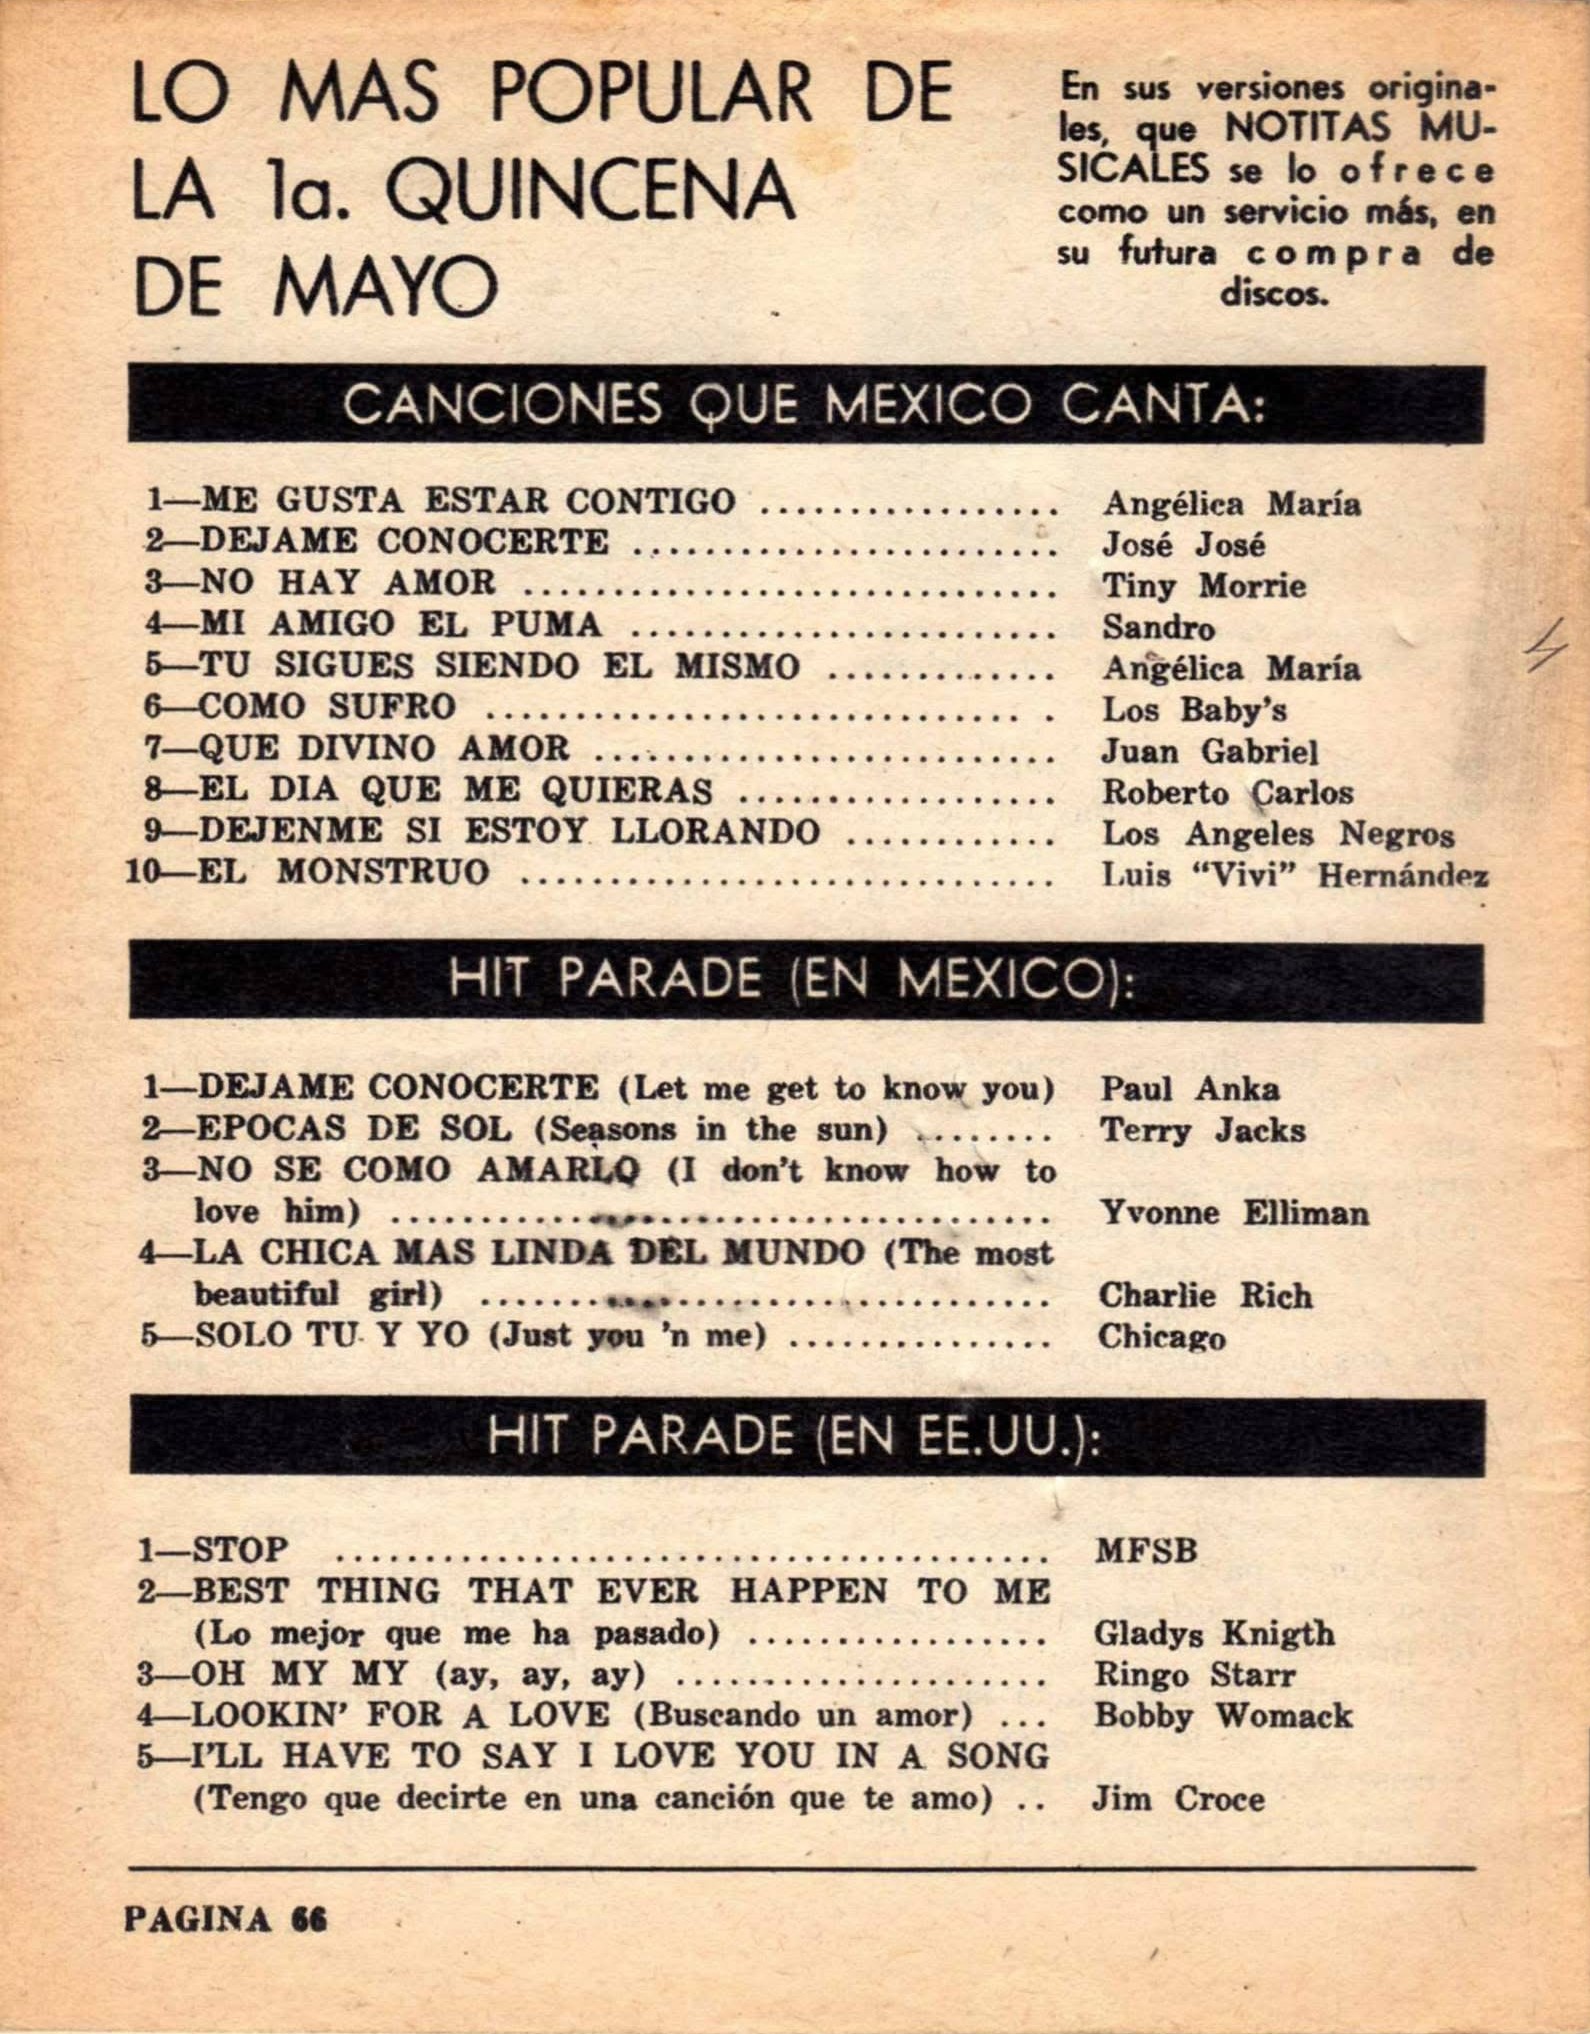 LO MAS POPULAR DE
LA 1a. QUINCENA
DE MAYO
En sus versiones origina-
les, que NOTITAS MU-
SICALES se lo ofrece
como un servicio más, en
su futura compra de
discos.
CANCIONES QUE MEXICO CANTA:
1—ME GUSTA ESTAR CONTIGO ................. Angélica María
2—DEJAME CONOCERTE ........................ José José
3—NO HAY AMOR ............................... Tiny Morrie
4—MI AMIGO EL PUMA ........................ Sandro
5—TU SIGUES SIENDO EL MISMO ............. Angélica María
6—COMO SUFRO ................................ Los Baby's
7—QUE DIVINO AMOR ........................... Juan Gabriel
8—EL DIA QUE ME QUIERAS ................... Roberto Carlos
9—DEJENME SI ESTOY LLORANDO ............ Los Angeles Negros
10—EL MONSTRUO ............................... Luis "Vivi" Hernández
HIT PARADE (EN MEXICO):
1—DEJAME CONOCERTE (Let me get to know you) Paul Anka
2—EPOCAS DE SOL (Seasons in the sun) ........ Terry Jacks
3—NO SE COMO AMARLO (I don't know how to
love him) ...................................... Yvonne Elliman
4—LA CHICA MAS LINDA DEL MUNDO (The most
beautiful girl) ................................. Charlie Rich
5—SOLO TU Y YO (Just you 'n me) ............... Chicago
HIT PARADE (EN EE.UU.):
1—STOP ......................................... MFSB
2—BEST THING THAT EVER HAPPEN TO ME
(Lo mejor que me ha pasado) ................. Gladys Knigth
3—OH MY MY (ay, ay, ay) ..................... Ringo Starr
4—LOOKIN' FOR A LOVE (Buscando un amor) ... Bobby Womack
5—I'LL HAVE TO SAY I LOVE YOU IN A SONG
(Tengo que decirte en una canción que te amo) .. Jim Croce
PAGINA 66